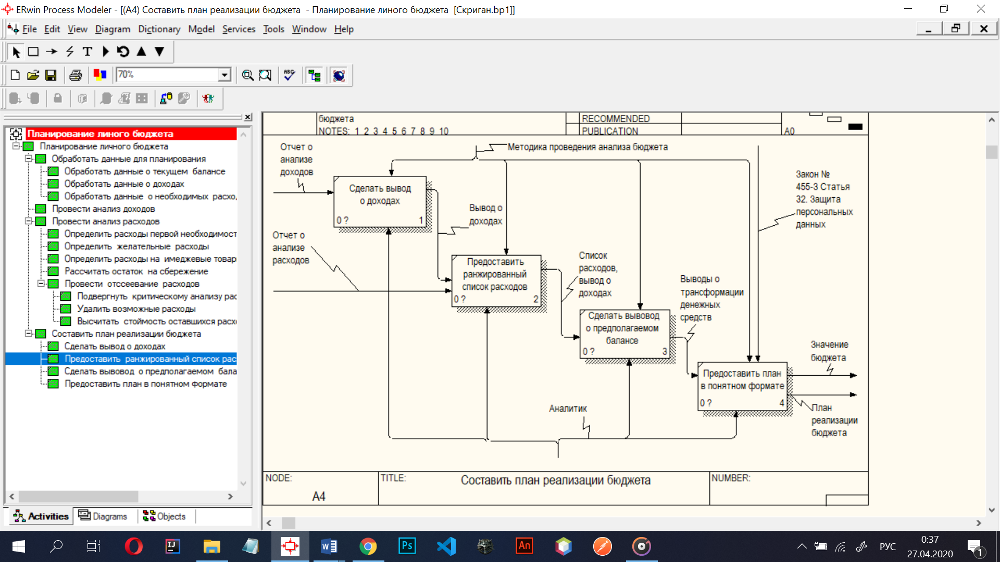 ERwin Process Modeler - [(A4) Составить план реализации бюджета - Планирование линого бюджета [Скриган.bp1]]
File Edit View Diagram Dictionary Model Services Tools Window Help
T
70%
ABC
Планирование линого бюджета
Планирование личного бюджета
Обработать данные для планирования
Обработать данные о текущем балансе
Обработать данные о доходах
Обработать данные о необходимых расхо,
Провести анализ доходов
Провести анализ расходов
Определить расходы первой необходимост
Определить желательные расходы
Определить расходы на имеджевые товар
Рассчитать остаток на сбережение
Провести отссеевание расходов
Подвергнуть критическому анализу рас
Удалить возможные расходы
Высчитать стоимость оставшихся расх
Составить план реализации бюджета
Сделать вывод о доходах
Предоставить ранжированный список рас
Сделать вывовод о предполагаемом бала
Предоставить план в понятном формате
Activities Diagrams Objects
бюджета
NOTES: 1 2 3 4 5 6 7 8 9 10
RECOMMENDED
PUBLICATION
A0
Отчет о
анализе
доходов
Методика проведения анализа бюджета
Закон №
455-З Статья
32. Защита
персональных
данных
Сделать вывод
о доходах
0 ? 1
Вывод о
доходах
Отчет о
анализе
расходов
Предоставить
ранжированный
список расходов
0 ? 2
Список
расходов,
вывод о
доходах
Сделать вывовод
о предполагаемом
балансе
0 ? 3
Выводы о
трансформации
денежных
средств
Предоставить план
в понятном формате
0 ? 4
Значение
бюджета
План
реализации
бюджета
Аналитик
NODE:
A4
TITLE:
Составить план реализации бюджета
NUMBER:
IJ
W
Ps
An
РУС
0:37
27.04.2020
1